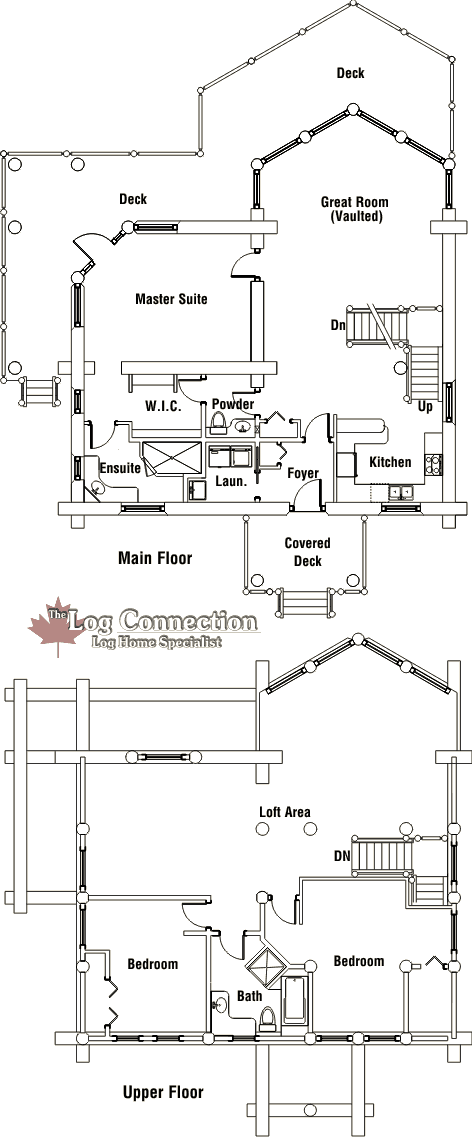 Deck
Deck
Great Room
(Vaulted)
Master Suite
Dn
W.I.C.
Powder
Up
Ensuite
Laun.
Foyer
Kitchen
Main Floor
Covered
Deck
The Log Connection
Log Home Specialist
Loft Area
DN
Bedroom
Bedroom
Bath
Upper Floor